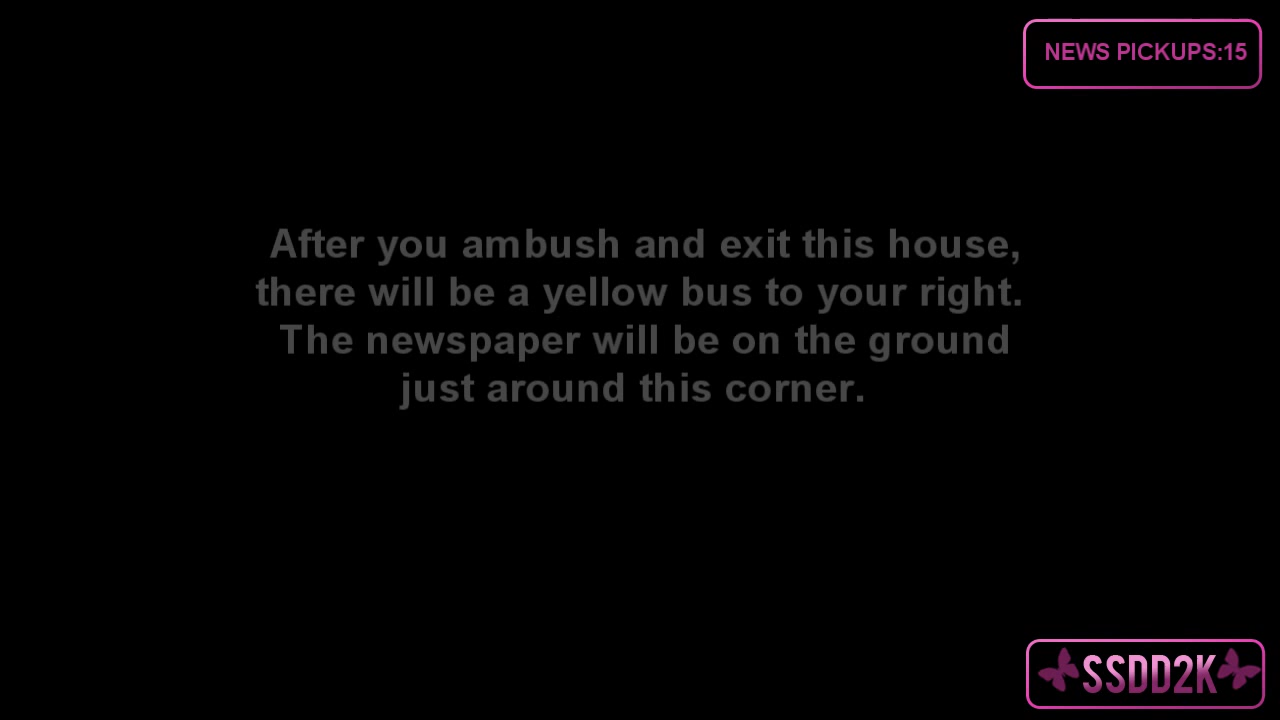 NEWS PICKUPS:15
After you ambush and exit this house,
there will be a yellow bus to your right.
The newspaper will be on the ground
just around this corner.
SSDD2K